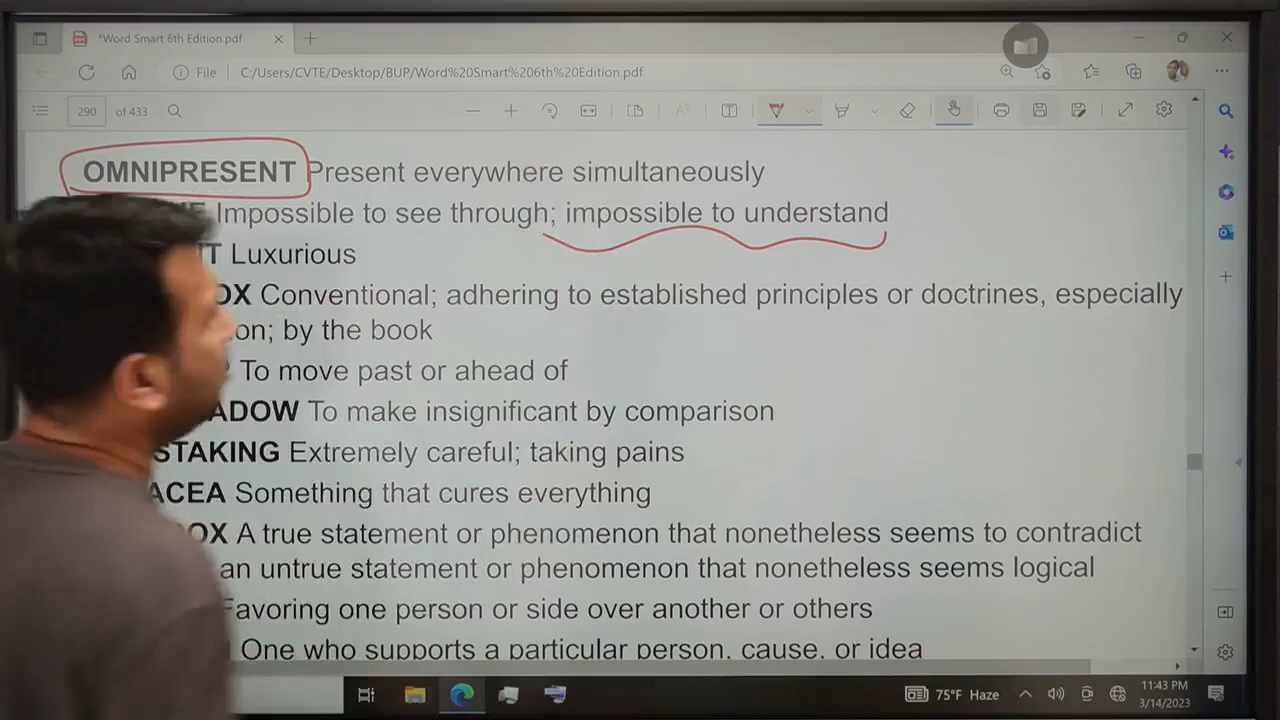 *Word Smart 6th Edition.pdf
File C:/Users/CVTE/Desktop/BUP/Word%20Smart%206th%20Edition.pdf
290 of 433
OMNIPRESENT Present everywhere simultaneously
Impossible to see through; impossible to understand
Luxurious
OX Conventional; adhering to established principles or doctrines, especially
on; by the book
To move past or ahead of
ADOW To make insignificant by comparison
STAKING Extremely careful; taking pains
ACEA Something that cures everything
OX A true statement or phenomenon that nonetheless seems to contradict
an untrue statement or phenomenon that nonetheless seems logical
Favoring one person or side over another or others
One who supports a particular person, cause, or idea
75°F Haze
11:43 PM
3/14/2023